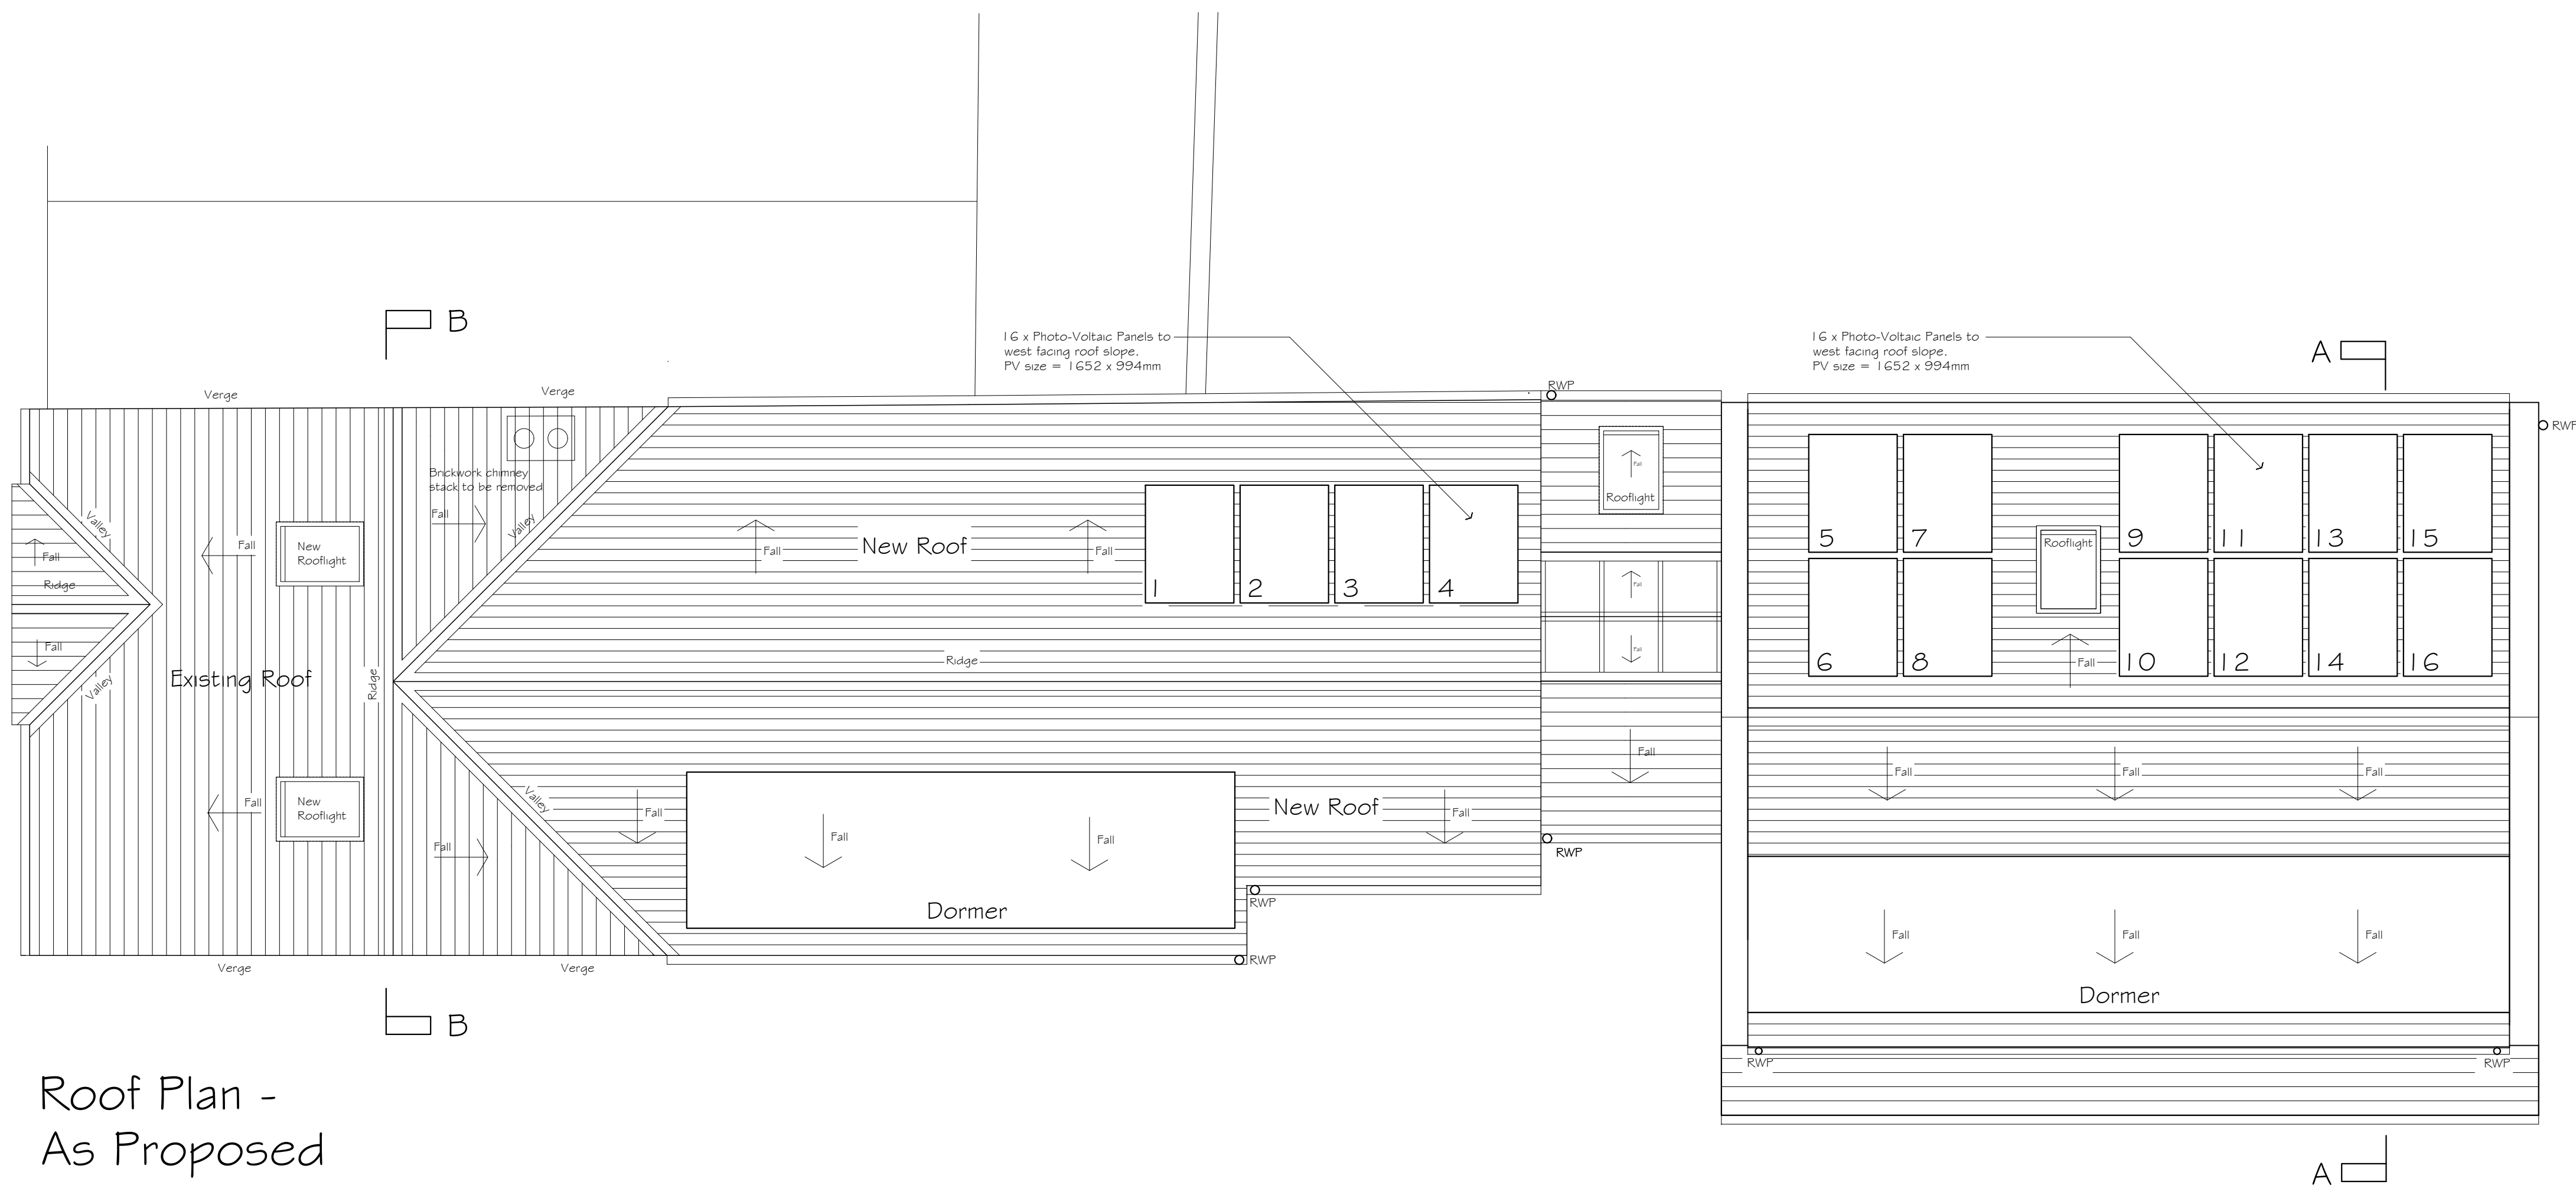 B
16 x Photo-Voltaic Panels to
west facing roof slope.
PV size = 1652 x 994mm
16 x Photo-Voltaic Panels to
west facing roof slope.
PV size = 1652 x 994mm
A
Verge
Verge
RWP
RWP
Brickwork chimney
stack to be removed
Fall
Valley
Valley
Fall
Fall
New
Rooflight
Ridge
Fall
Valley
Existing Roof
Ridge
Fall
New
Rooflight
Fall
Verge
Verge
Fall
New Roof
Fall
1
2
3
4
Ridge
Valley
Fall
Fall
Fall
Dormer
New Roof
Fall
RWP
RWP
Fall
Rooflight
Fall
Fall
Fall
RWP
5
7
9
11
13
15
Rooflight
6
8
Fall
10
12
14
16
Fall
Fall
Fall
Fall
Fall
Fall
Dormer
RWP
RWP
B
A
Roof Plan -
As Proposed